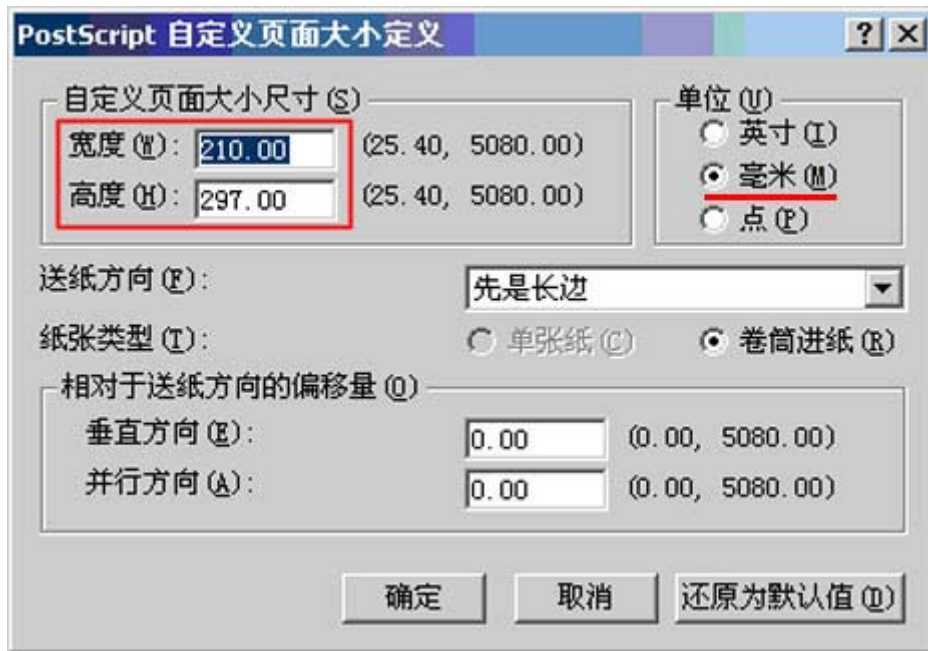 PostScript 自定义页面大小定义
自定义页面大小尺寸(S)
单位(U)
宽度(W): 210.00 (25.40, 5080.00)
英寸(I)
毫米(M)
高度(H): 297.00 (25.40, 5080.00)
点(P)
送纸方向(F): 先是长边
纸张类型(T): 单张纸(C) 卷筒进纸(R)
相对于送纸方向的偏移量(O)
垂直方向(E): 0.00 (0.00, 5080.00)
并行方向(A): 0.00 (0.00, 5080.00)
确定 取消 还原为默认值(D)